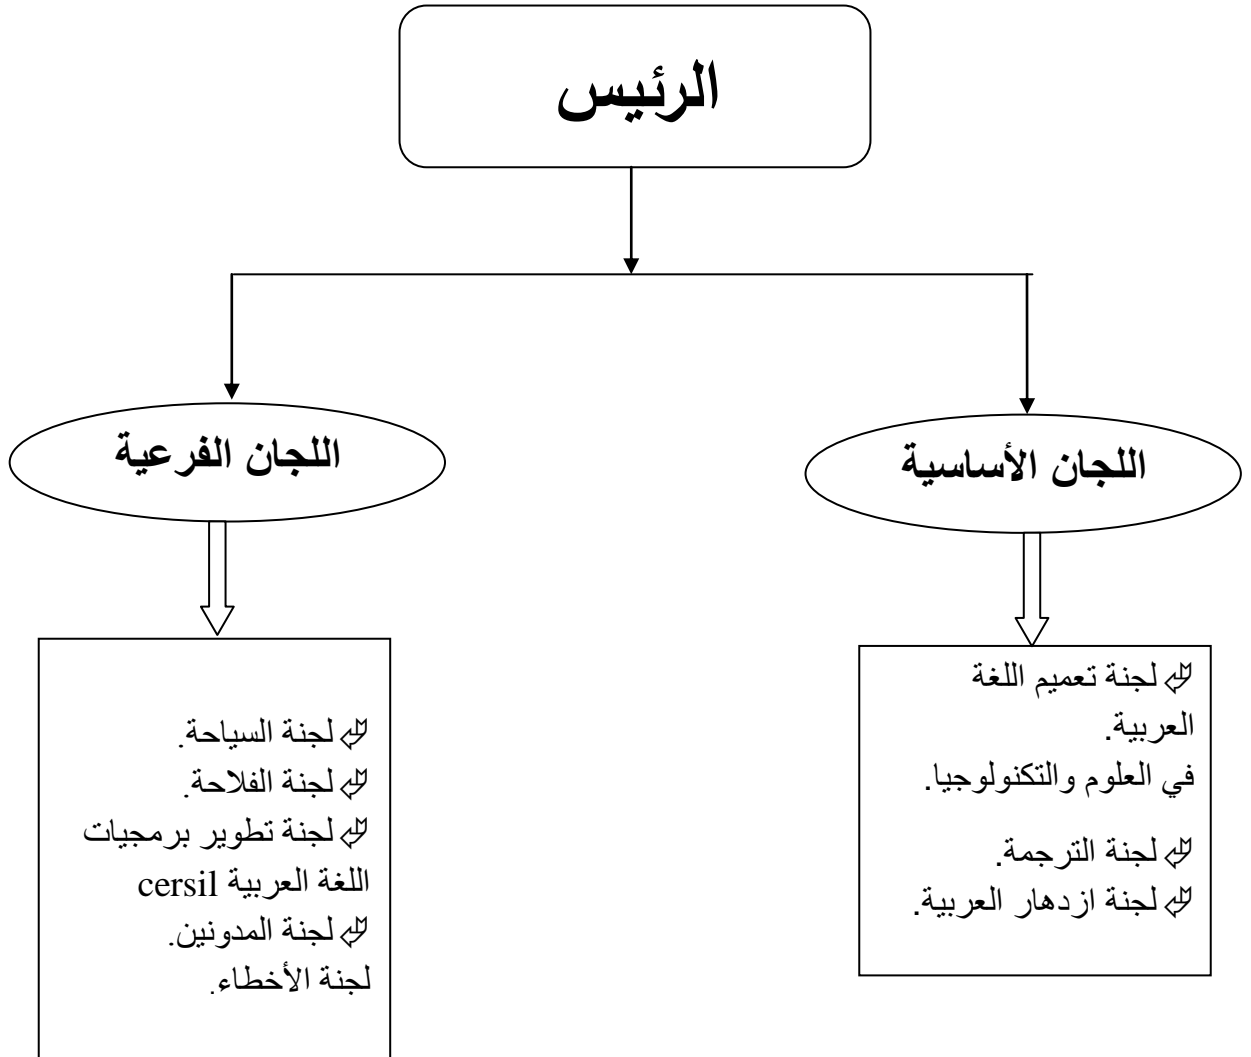 الرئيس
اللجان الأساسية
اللجان الفرعية
لجنة تعميم اللغة
العربية.
في العلوم والتكنولوجيا.
لجنة الترجمة.
لجنة ازدهار العربية.
لجنة السياحة.
لجنة الفلاحة.
لجنة تطوير برمجيات
اللغة العربية cersil
لجنة المدونين.
لجنة الأخطاء.